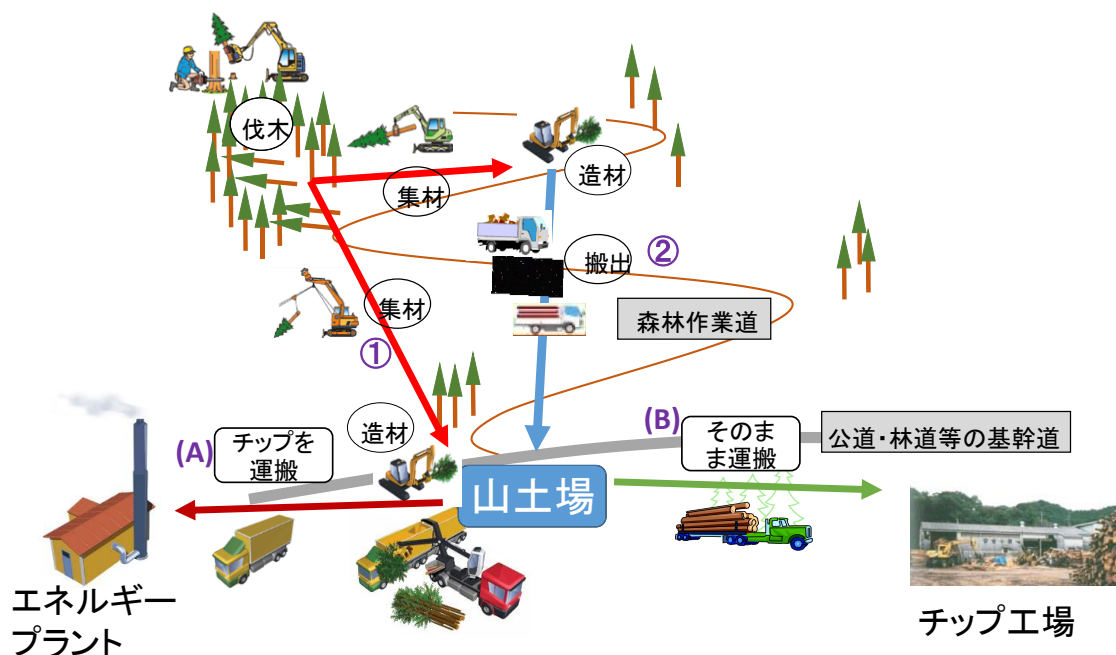 伐木
集材
造材
搬出
②
集材
①
森林作業道
造材
(A)
チップを
運搬
(B)
そのま
ま運搬
公道・林道等の基幹道
山土場
エネルギー
プラント
チップ工場